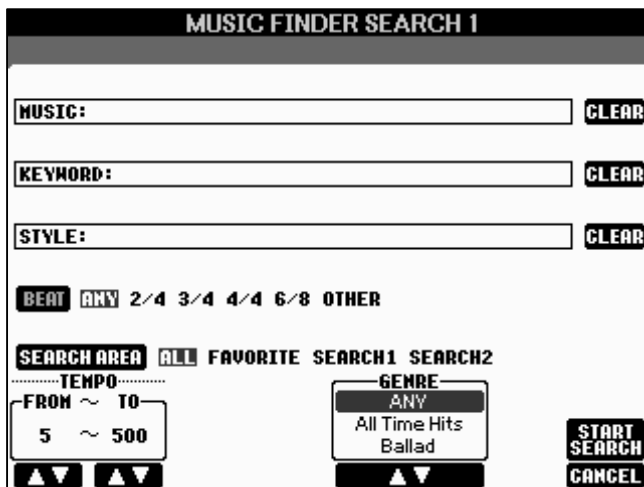 MUSIC FINDER SEARCH 1
MUSIC: CLEAR
KEYWORD: CLEAR
STYLE: CLEAR
BEAT ANY 2/4 3/4 4/4 6/8 OTHER
SEARCH AREA ALL FAVORITE SEARCH1 SEARCH2
TEMPO
FROM ~ TO
5 ~ 500
GENRE
ANY
All Time Hits
Ballad
START
SEARCH
CANCEL